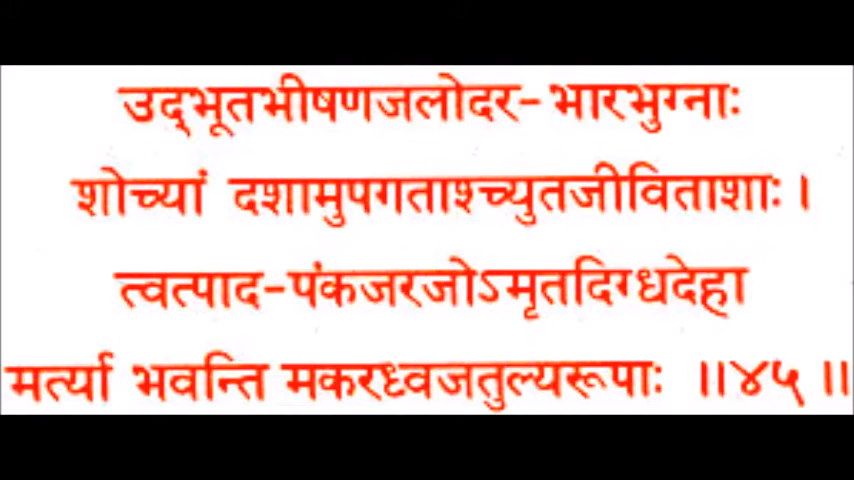 उद्‌भूतभीषणजलोदर-भारभुग्नाः
शोच्यां दशामुपगताश्च्युतजीविताशाः।
त्वत्पाद-पंकजरजोऽमृतदिग्धदेहा
मर्त्या भवन्ति मकरध्वजतुल्यरूपाः ॥४५॥